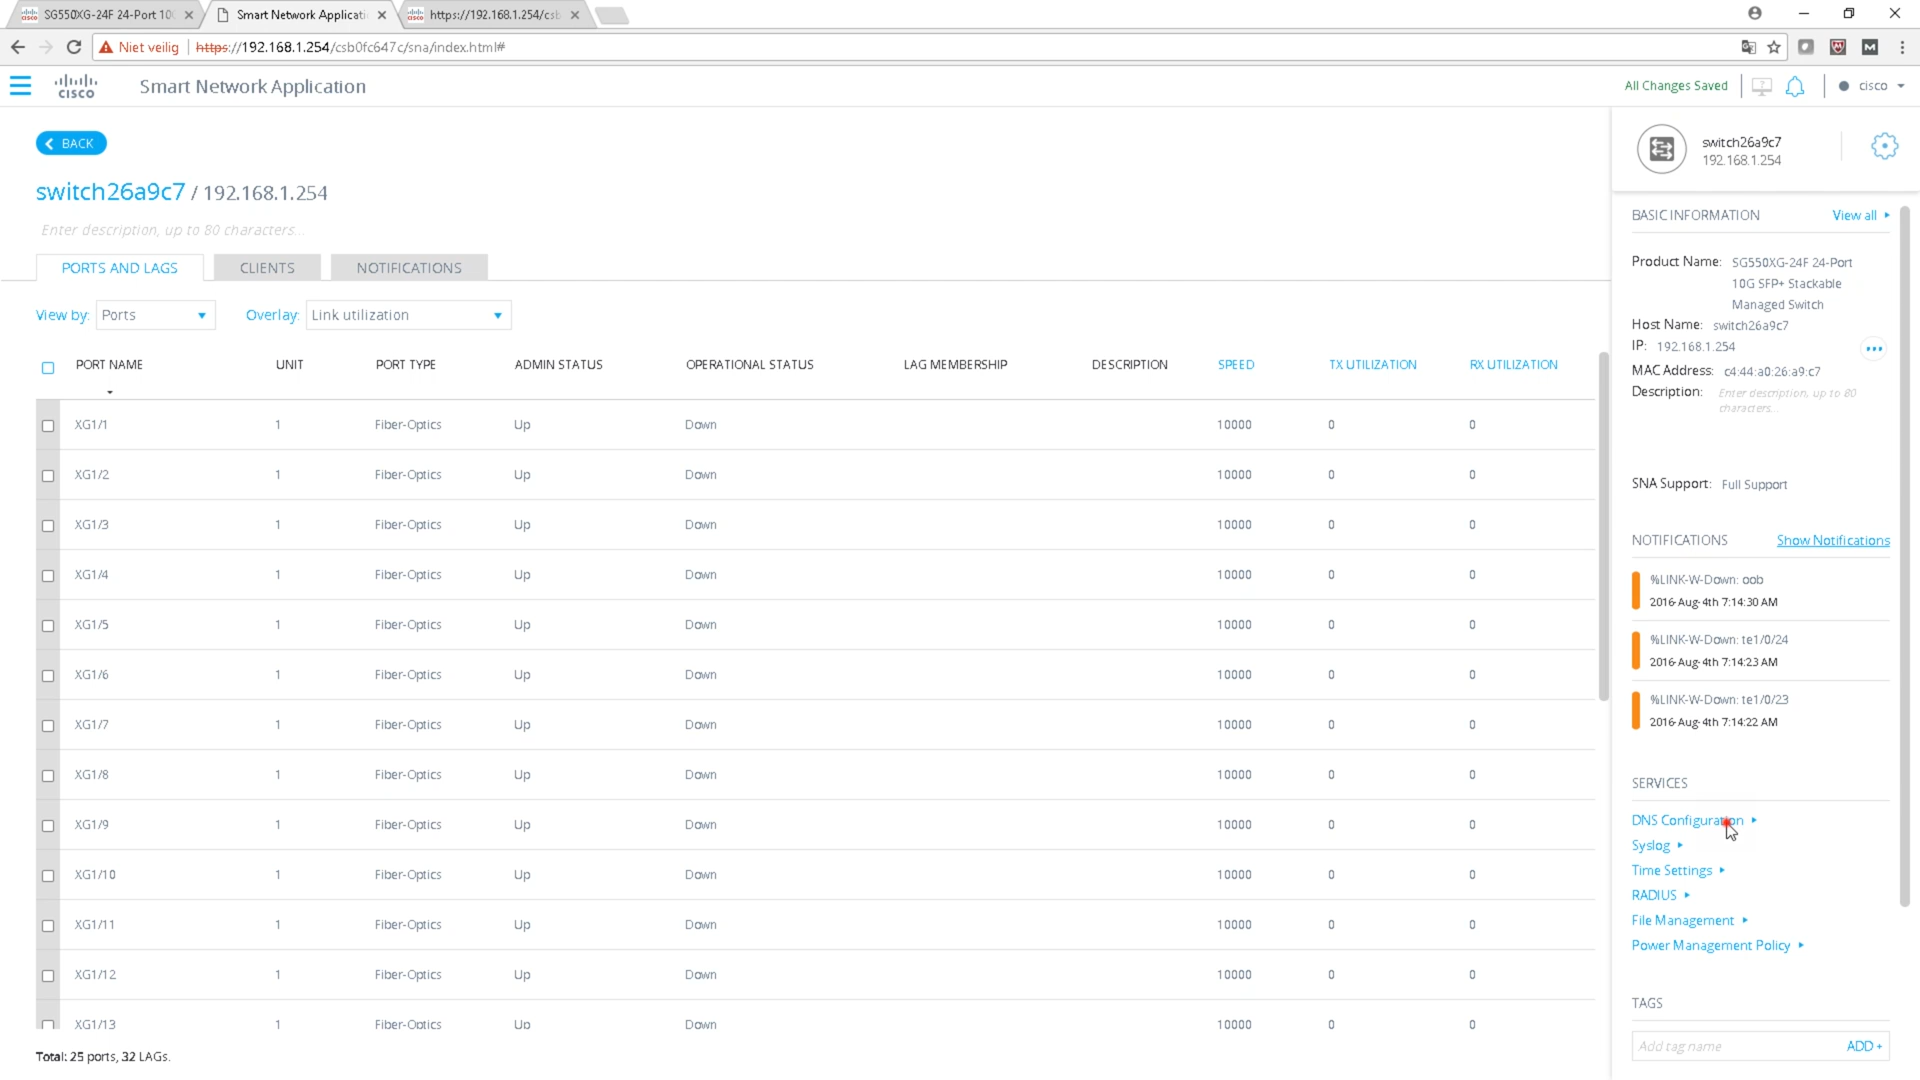 SG550XG-24F 24-Port 10G
Smart Network Applicati
https://192.168.1.254/csb
Niet veilig
https://192.168.1.254/csb0fc647c/sna/index.html#
CISCO
Smart Network Application
All Changes Saved
cisco
BACK
switch26a9c7 / 192.168.1.254
Enter description, up to 80 characters...
PORTS AND LAGS
CLIENTS
NOTIFICATIONS
View by: Ports
Overlay: Link utilization
PORT NAME UNIT PORT TYPE ADMIN STATUS OPERATIONAL STATUS LAG MEMBERSHIP DESCRIPTION SPEED TX UTILIZATION RX UTILIZATION
XG1/1 1 Fiber-Optics Up Down 10000 0 0
XG1/2 1 Fiber-Optics Up Down 10000 0 0
XG1/3 1 Fiber-Optics Up Down 10000 0 0
XG1/4 1 Fiber-Optics Up Down 10000 0 0
XG1/5 1 Fiber-Optics Up Down 10000 0 0
XG1/6 1 Fiber-Optics Up Down 10000 0 0
XG1/7 1 Fiber-Optics Up Down 10000 0 0
XG1/8 1 Fiber-Optics Up Down 10000 0 0
XG1/9 1 Fiber-Optics Up Down 10000 0 0
XG1/10 1 Fiber-Optics Up Down 10000 0 0
XG1/11 1 Fiber-Optics Up Down 10000 0 0
XG1/12 1 Fiber-Optics Up Down 10000 0 0
XG1/13 1 Fiber-Optics Up Down 10000 0 0
Total: 25 ports, 32 LAGs.
switch26a9c7
192.168.1.254
BASIC INFORMATION View all
Product Name: SG550XG-24F 24-Port
10G SFP+ Stackable
Managed Switch
Host Name: switch26a9c7
IP: 192.168.1.254
MAC Address: c4:44:a0:26:a9:c7
Description: Enter description, up to 80
characters...
SNA Support: Full Support
NOTIFICATIONS Show Notifications
%LINK-W-Down: oob
2016-Aug-4th 7:14:30 AM
%LINK-W-Down: te1/0/24
2016-Aug-4th 7:14:23 AM
%LINK-W-Down: te1/0/23
2016-Aug-4th 7:14:22 AM
SERVICES
DNS Configuration
Syslog
Time Settings
RADIUS
File Management
Power Management Policy
TAGS
Add tag name ADD +